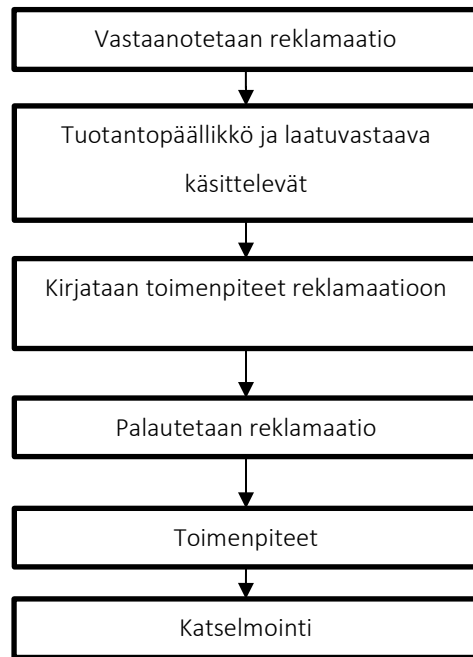 Vastaanotetaan reklamaatio
Tuotantopäällikkö ja laatuvastaava
käsittelevät
Kirjataan toimenpiteet reklamaatioon
Palautetaan reklamaatio
Toimenpiteet
Katselmointi